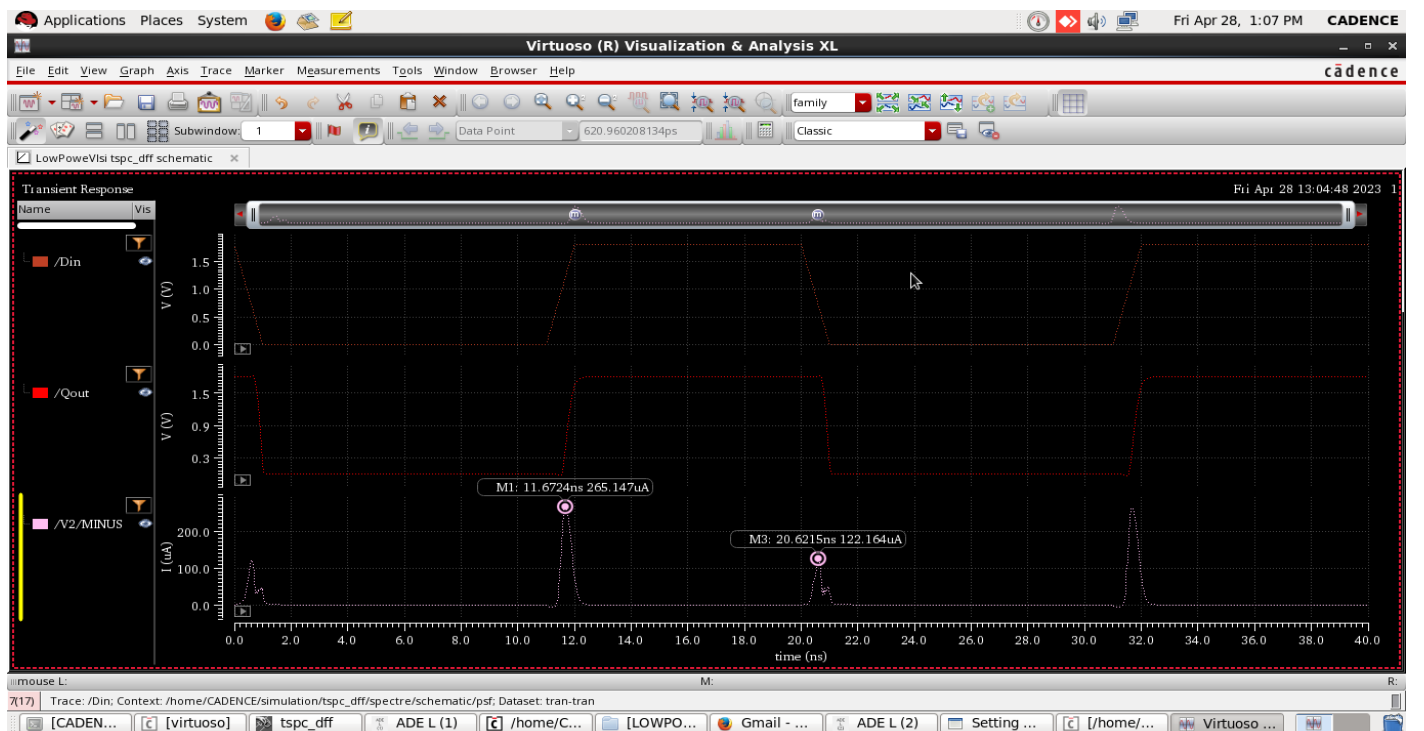 Applications Places System Fri Apr 28, 1:07 PM CADENCE
Virtuoso (R) Visualization & Analysis XL
File Edit View Graph Axis Trace Marker Measurements Tools Window Browser Help cādence
family
Subwindow: 1 Data Point 620.960208134ps Classic
LowPoweVlsi tspc_dff schematic
Transient Response Fri Apr 28 13:04:48 2023 1
Name Vis
/Din
V (V)
1.5
1.0
0.5
0.0
/Qout
V (V)
1.5
0.9
0.3
M1: 11.6724ns 265.147uA
/V2/MINUS
I (uA)
200.0
M3: 20.6215ns 122.164uA
100.0
0.0
0.0 2.0 4.0 6.0 8.0 10.0 12.0 14.0 16.0 18.0 20.0 22.0 24.0 26.0 28.0 30.0 32.0 34.0 36.0 38.0 40.0
time (ns)
mouse L: M: R:
7(17) Trace: /Din; Context: /home/CADENCE/simulation/tspc_dff/spectre/schematic/psf; Dataset: tran-tran
[CADEN... [virtuoso] tspc_dff ADE L (1) /home/C... [LOWPO... Gmail - ... ADE L (2) Setting ... [/home/... Virtuoso ...